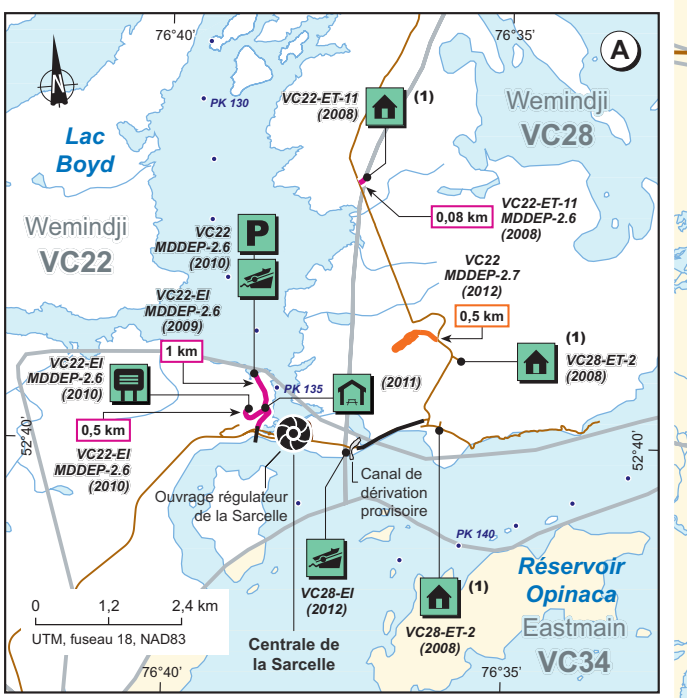 76°40'
76°35'
A
PK 130
VC22-ET-11
(2008)
(1)
Wemindji
VC28
Lac
Boyd
Wemindji
VC22
P
VC22
MDDEP-2.6
(2010)
0,08 km
VC22-ET-11
MDDEP-2.6
(2008)
VC22
MDDEP-2.7
(2012)
0,5 km
VC22-EI
MDDEP-2.6
(2009)
1 km
(1)
VC28-ET-2
(2008)
VC22-EI
MDDEP-2.6
(2010)
PK 135
(2011)
0,5 km
VC22-EI
MDDEP-2.6
(2010)
52°40'
52°40'
Ouvrage régulateur
de la Sarcelle
Canal de
dérivation
provisoire
PK 140
VC28-EI
(2012)
(1)
VC28-ET-2
(2008)
Réservoir
Opinaca
Eastmain
VC34
0 1,2 2,4 km
UTM, fuseau 18, NAD83
Centrale de
la Sarcelle
76°40'
76°35'